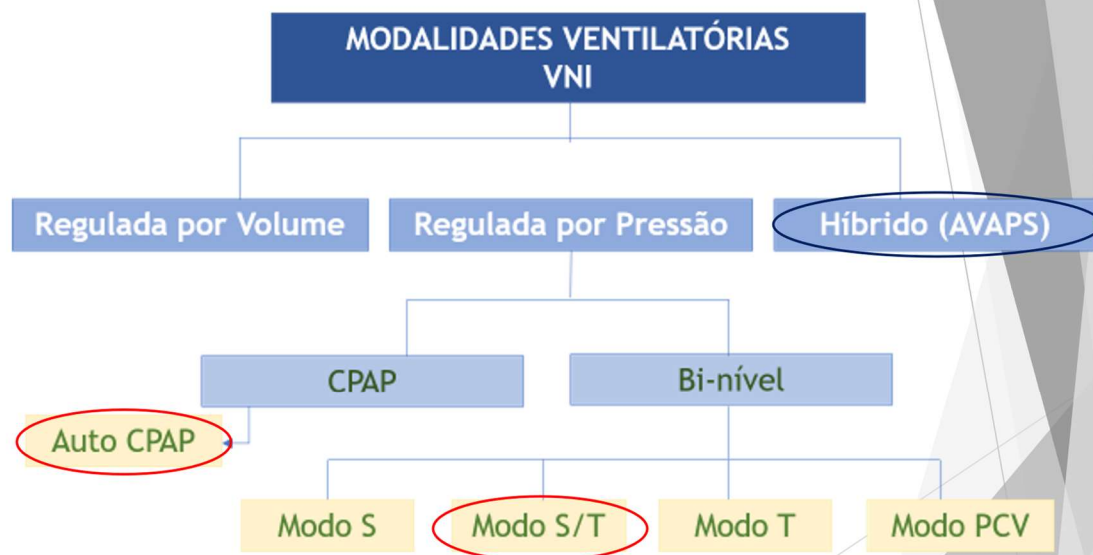 MODALIDADES VENTILATÓRIAS
VNI
Regulada por Volume
Regulada por Pressão
Híbrido (AVAPS)
CPAP
Bi-nível
Auto CPAP
Modo S
Modo S/T
Modo T
Modo PCV